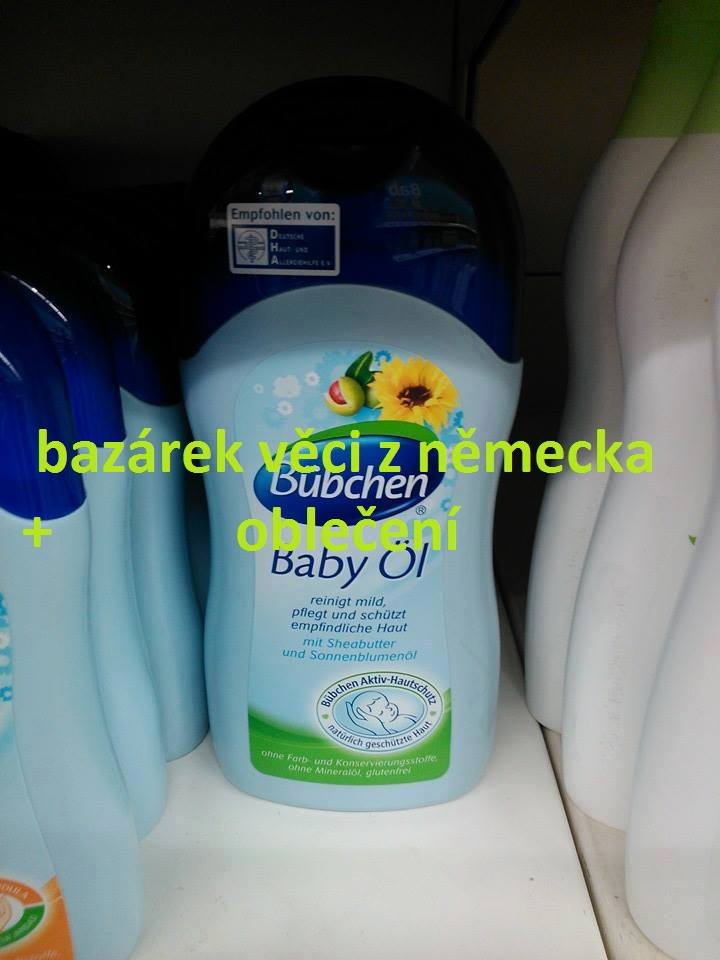 Empfohlen von:
DEUTSCHE
HAUT- UND
ALLERGIEHILFE E.V.
bazárek věci z německa
+ oblečení
Bübchen®
Baby Öl
reinigt mild,
pflegt und schützt
empfindliche Haut
mit Sheabutter
und Sonnenblumenöl
Bübchen Aktiv-Hautschutz
natürlich geschützte Haut
ohne Farb- und Konservierungsstoffe,
ohne Mineralöl, glutenfrei